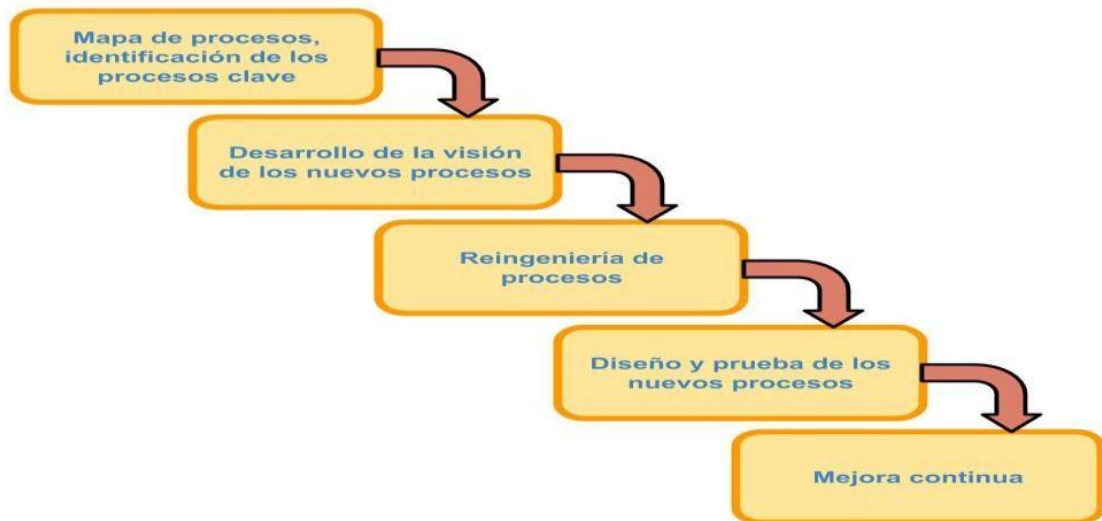 Mapa de procesos,
identificación de los
procesos clave
Desarrollo de la visión
de los nuevos procesos
Reingeniería de
procesos
Diseño y prueba de los
nuevos procesos
Mejora continua